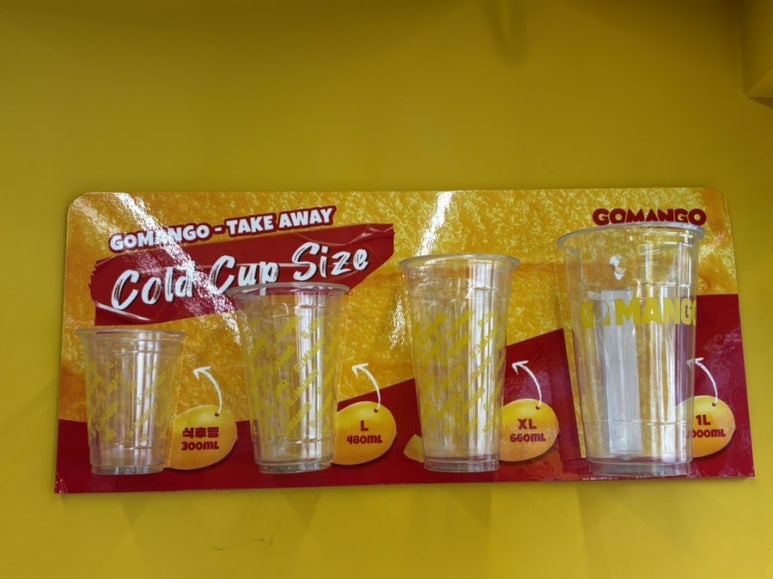 GOMANGO - TAKE AWAY
Cold Cup Size
GOMANGO
GOMANGO
식후땡
300ML
L
480ML
XL
660ML
1L